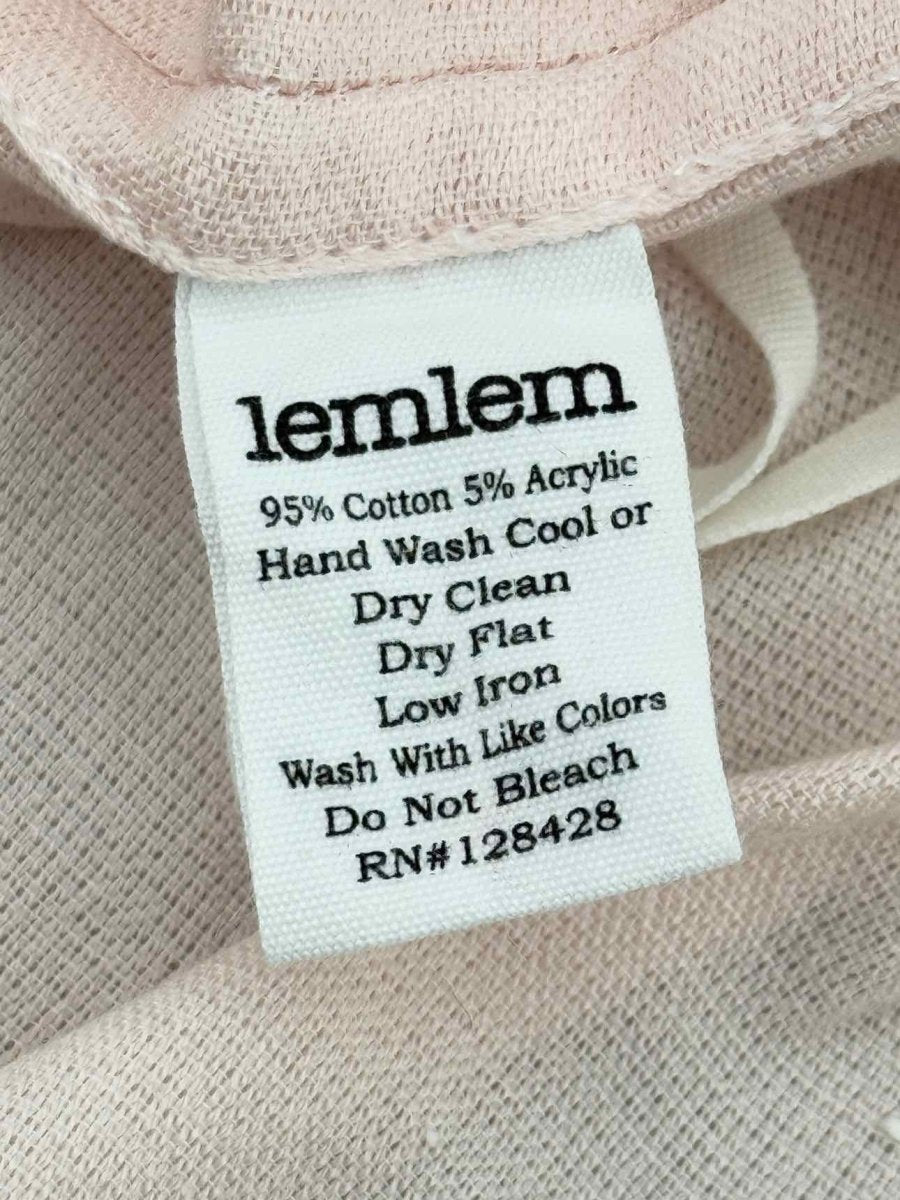 lemlem
95% Cotton 5% Acrylic
Hand Wash Cool or
Dry Clean
Dry Flat
Low Iron
Wash With Like Colors
Do Not Bleach
RN#128428